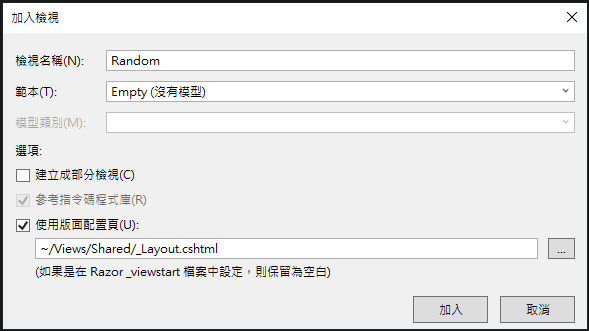 加入檢視
檢視名稱(N): Random
範本(T): Empty (沒有模型)
模型類別(M):
選項:
建立成部分檢視(C)
參考指令碼程式庫(R)
使用版面配置頁(U):
~/Views/Shared/_Layout.cshtml ...
(如果是在 Razor _viewstart 檔案中設定，則保留為空白)
加入 取消